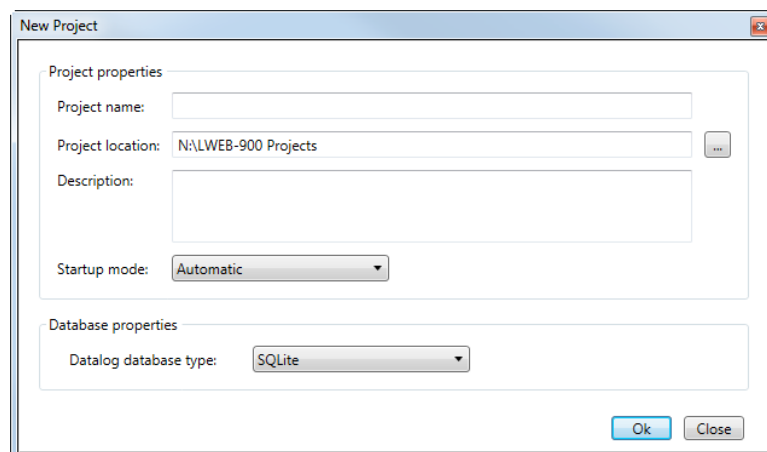 New Project
Project properties
Project name:
Project location: N:\LWEB-900 Projects ...
Description:
Startup mode: Automatic
Database properties
Datalog database type: SQLite
Ok Close